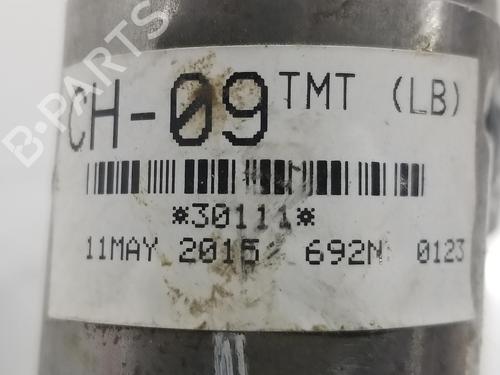 B-PARTS
CH-09 TMT (LB)
*30111*
11MAY 2015 692N 0123